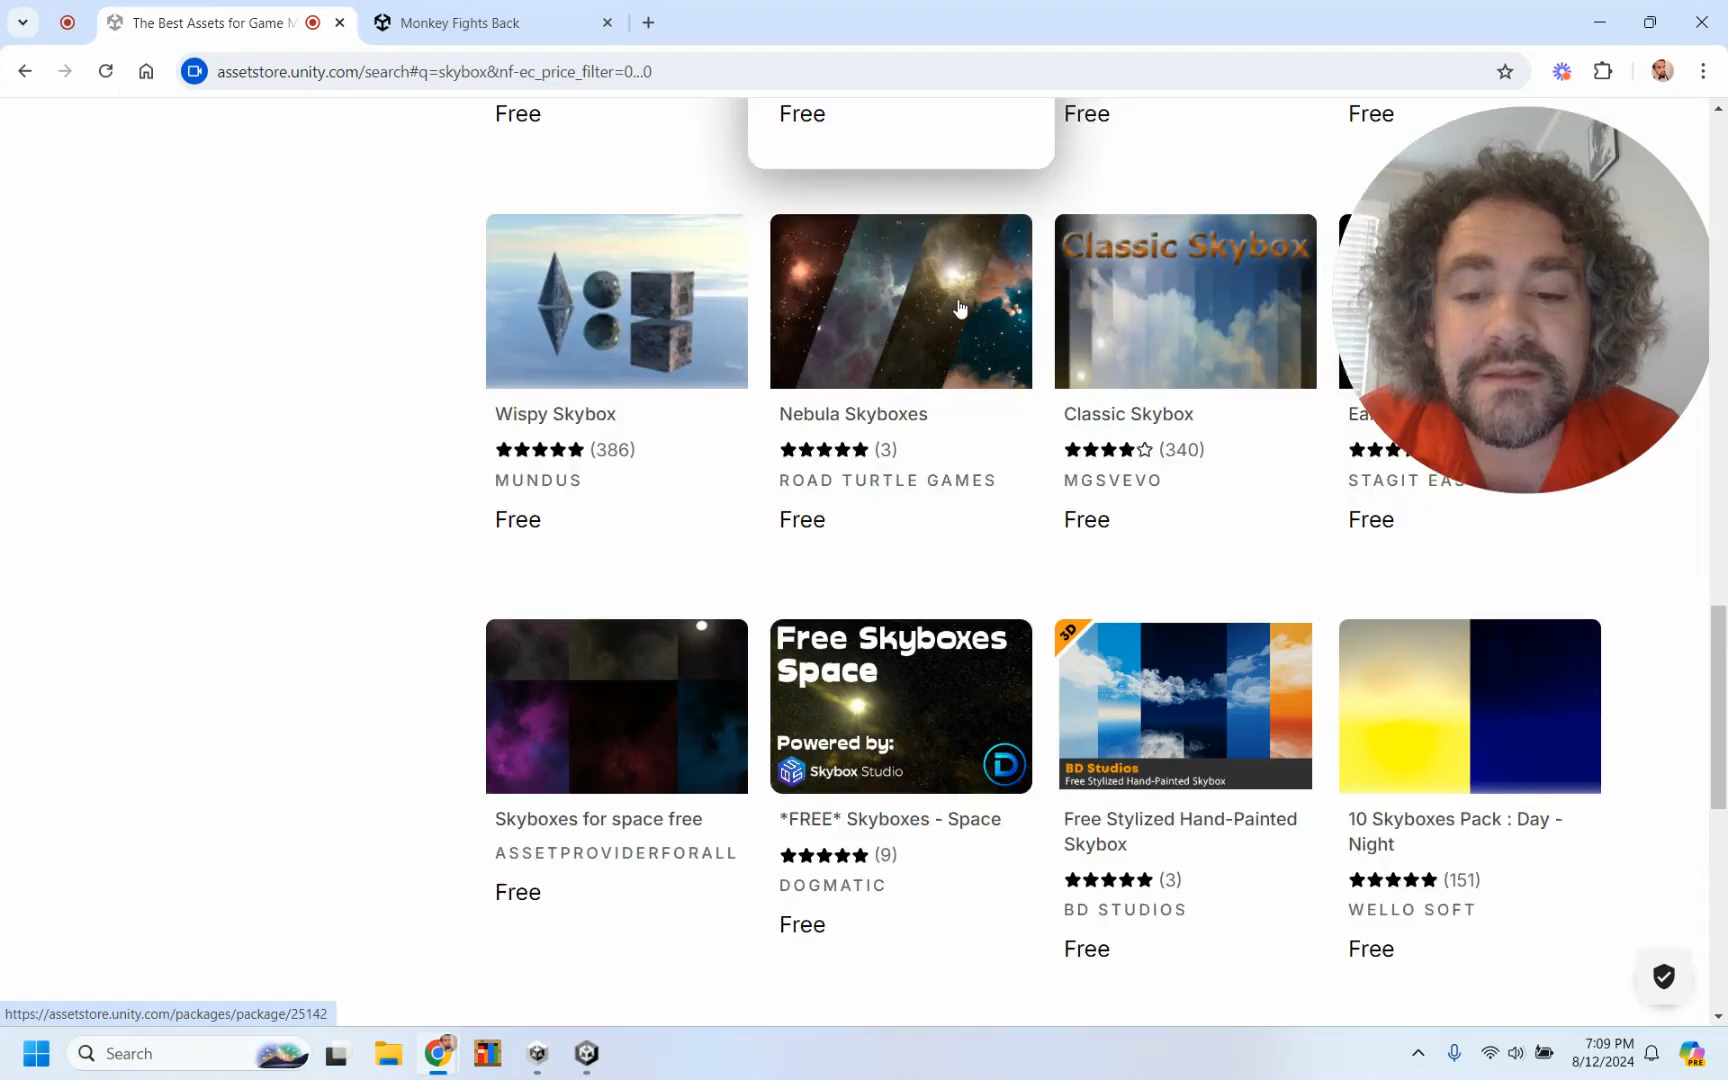 The Best Assets for Game M
Monkey Fights Back
assetstore.unity.com/search#q=skybox&nf-ec_price_filter=0...0
Free
Free
Free
Free
Classic Skybox
Wispy Skybox
Nebula Skyboxes
Classic Skybox
(386)
(3)
(340)
MUNDUS
ROAD TURTLE GAMES
MGSVEVO
STAGIT
Free
Free
Free
Free
Free Skyboxes
Space
Powered by:
Skybox Studio
3D
BD Studios
Free Stylized Hand-Painted Skybox
Skyboxes for space free
*FREE* Skyboxes - Space
Free Stylized Hand-Painted
Skybox
10 Skyboxes Pack : Day -
Night
ASSETPROVIDERFORALL
(9)
(3)
(151)
DOGMATIC
BD STUDIOS
WELLO SOFT
Free
Free
Free
Free
https://assetstore.unity.com/packages/package/25142
Search
7:09 PM
8/12/2024
PRE